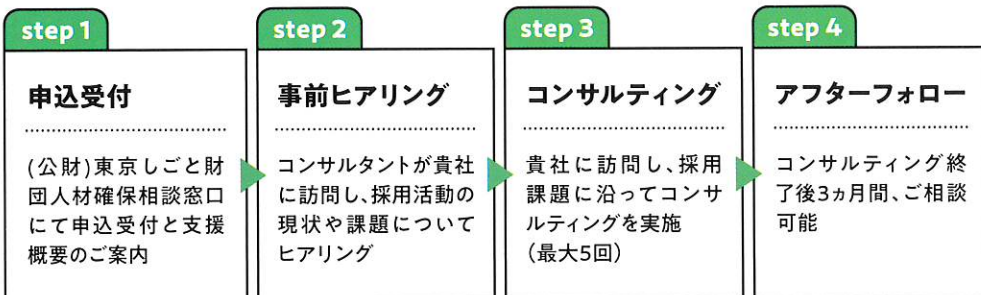 step 1
申込受付
(公財)東京しごと財
団人材確保相談窓口
にて申込受付と支援
概要のご案内
step 2
事前ヒアリング
コンサルタントが貴社
に訪問し、採用活動の
現状や課題について
ヒアリング
step 3
コンサルティング
貴社に訪問し、採用
課題に沿ってコンサ
ルティングを実施
(最大5回)
step 4
アフターフォロー
コンサルティング終
了後3ヵ月間、ご相談
可能